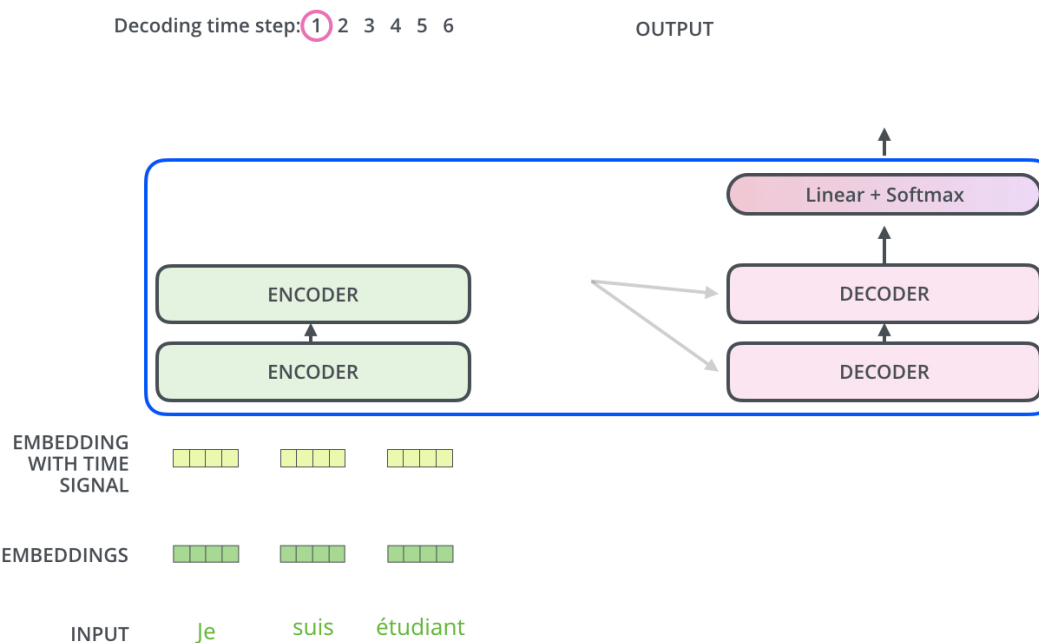 Decoding time step: 1 2 3 4 5 6
OUTPUT
Linear + Softmax
ENCODER
DECODER
ENCODER
DECODER
EMBEDDING
WITH TIME
SIGNAL
EMBEDDINGS
INPUT
Je suis étudiant